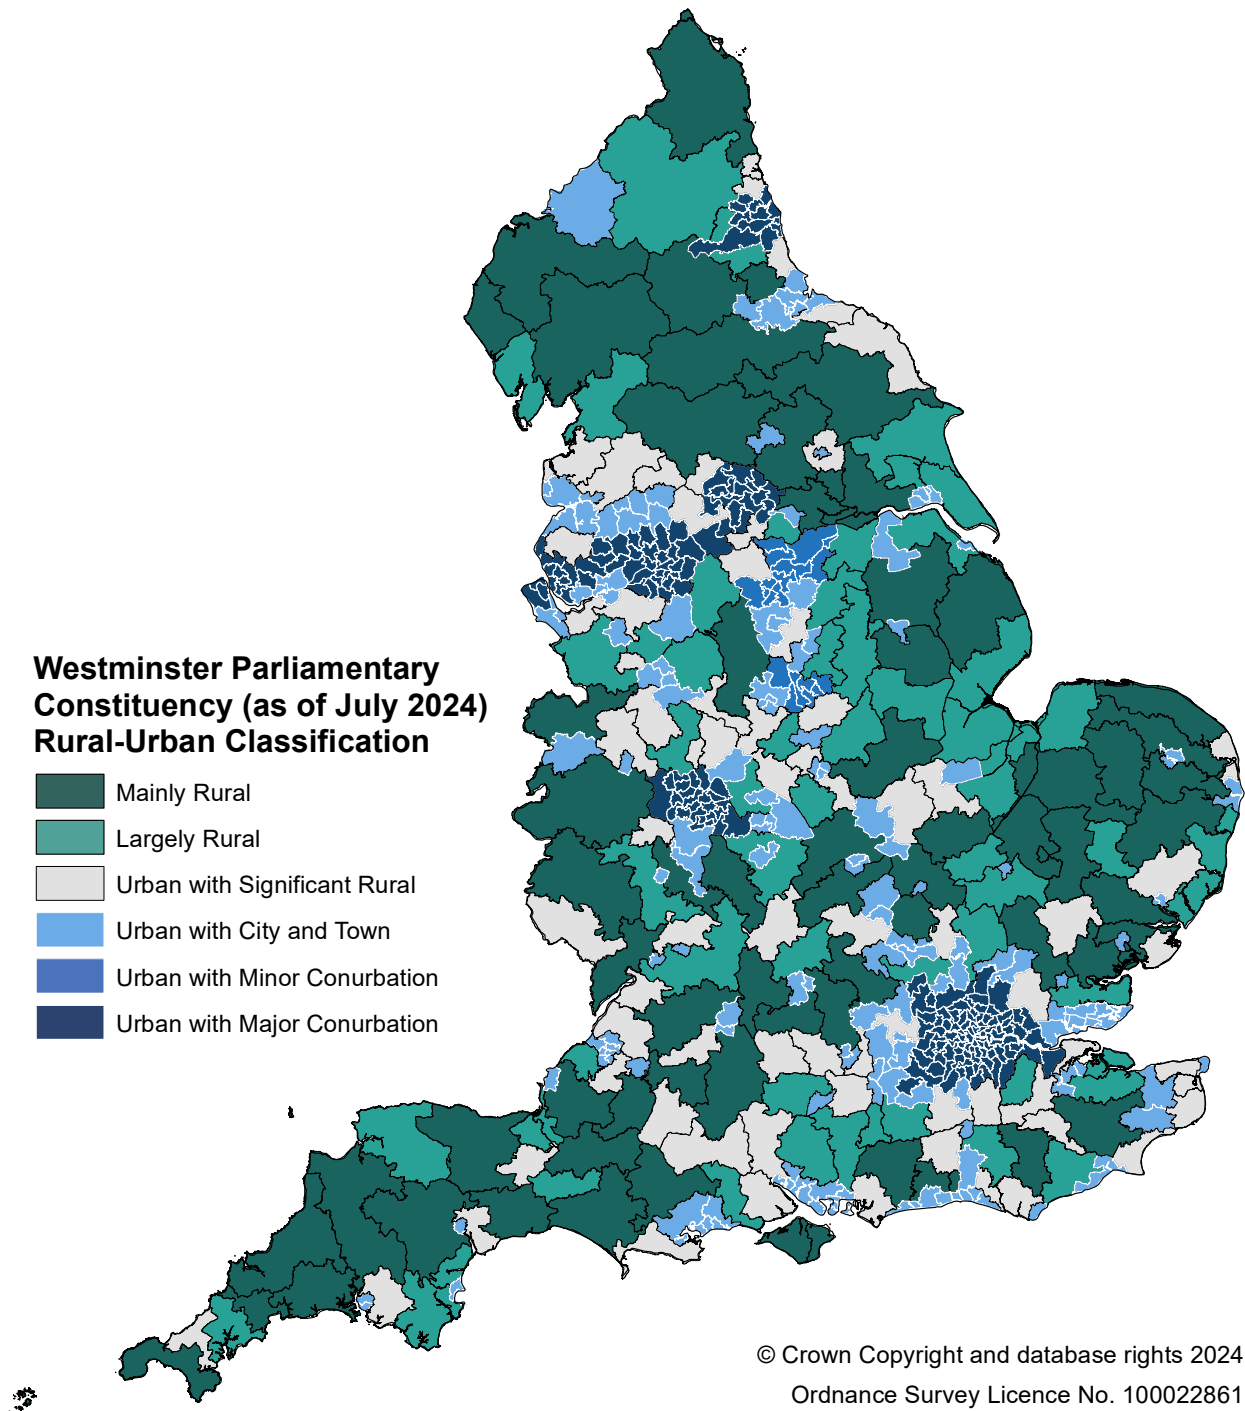 Westminster Parliamentary
Constituency (as of July 2024)
Rural-Urban Classification
Mainly Rural
Largely Rural
Urban with Significant Rural
Urban with City and Town
Urban with Minor Conurbation
Urban with Major Conurbation
© Crown Copyright and database rights 2024
Ordnance Survey Licence No. 100022861